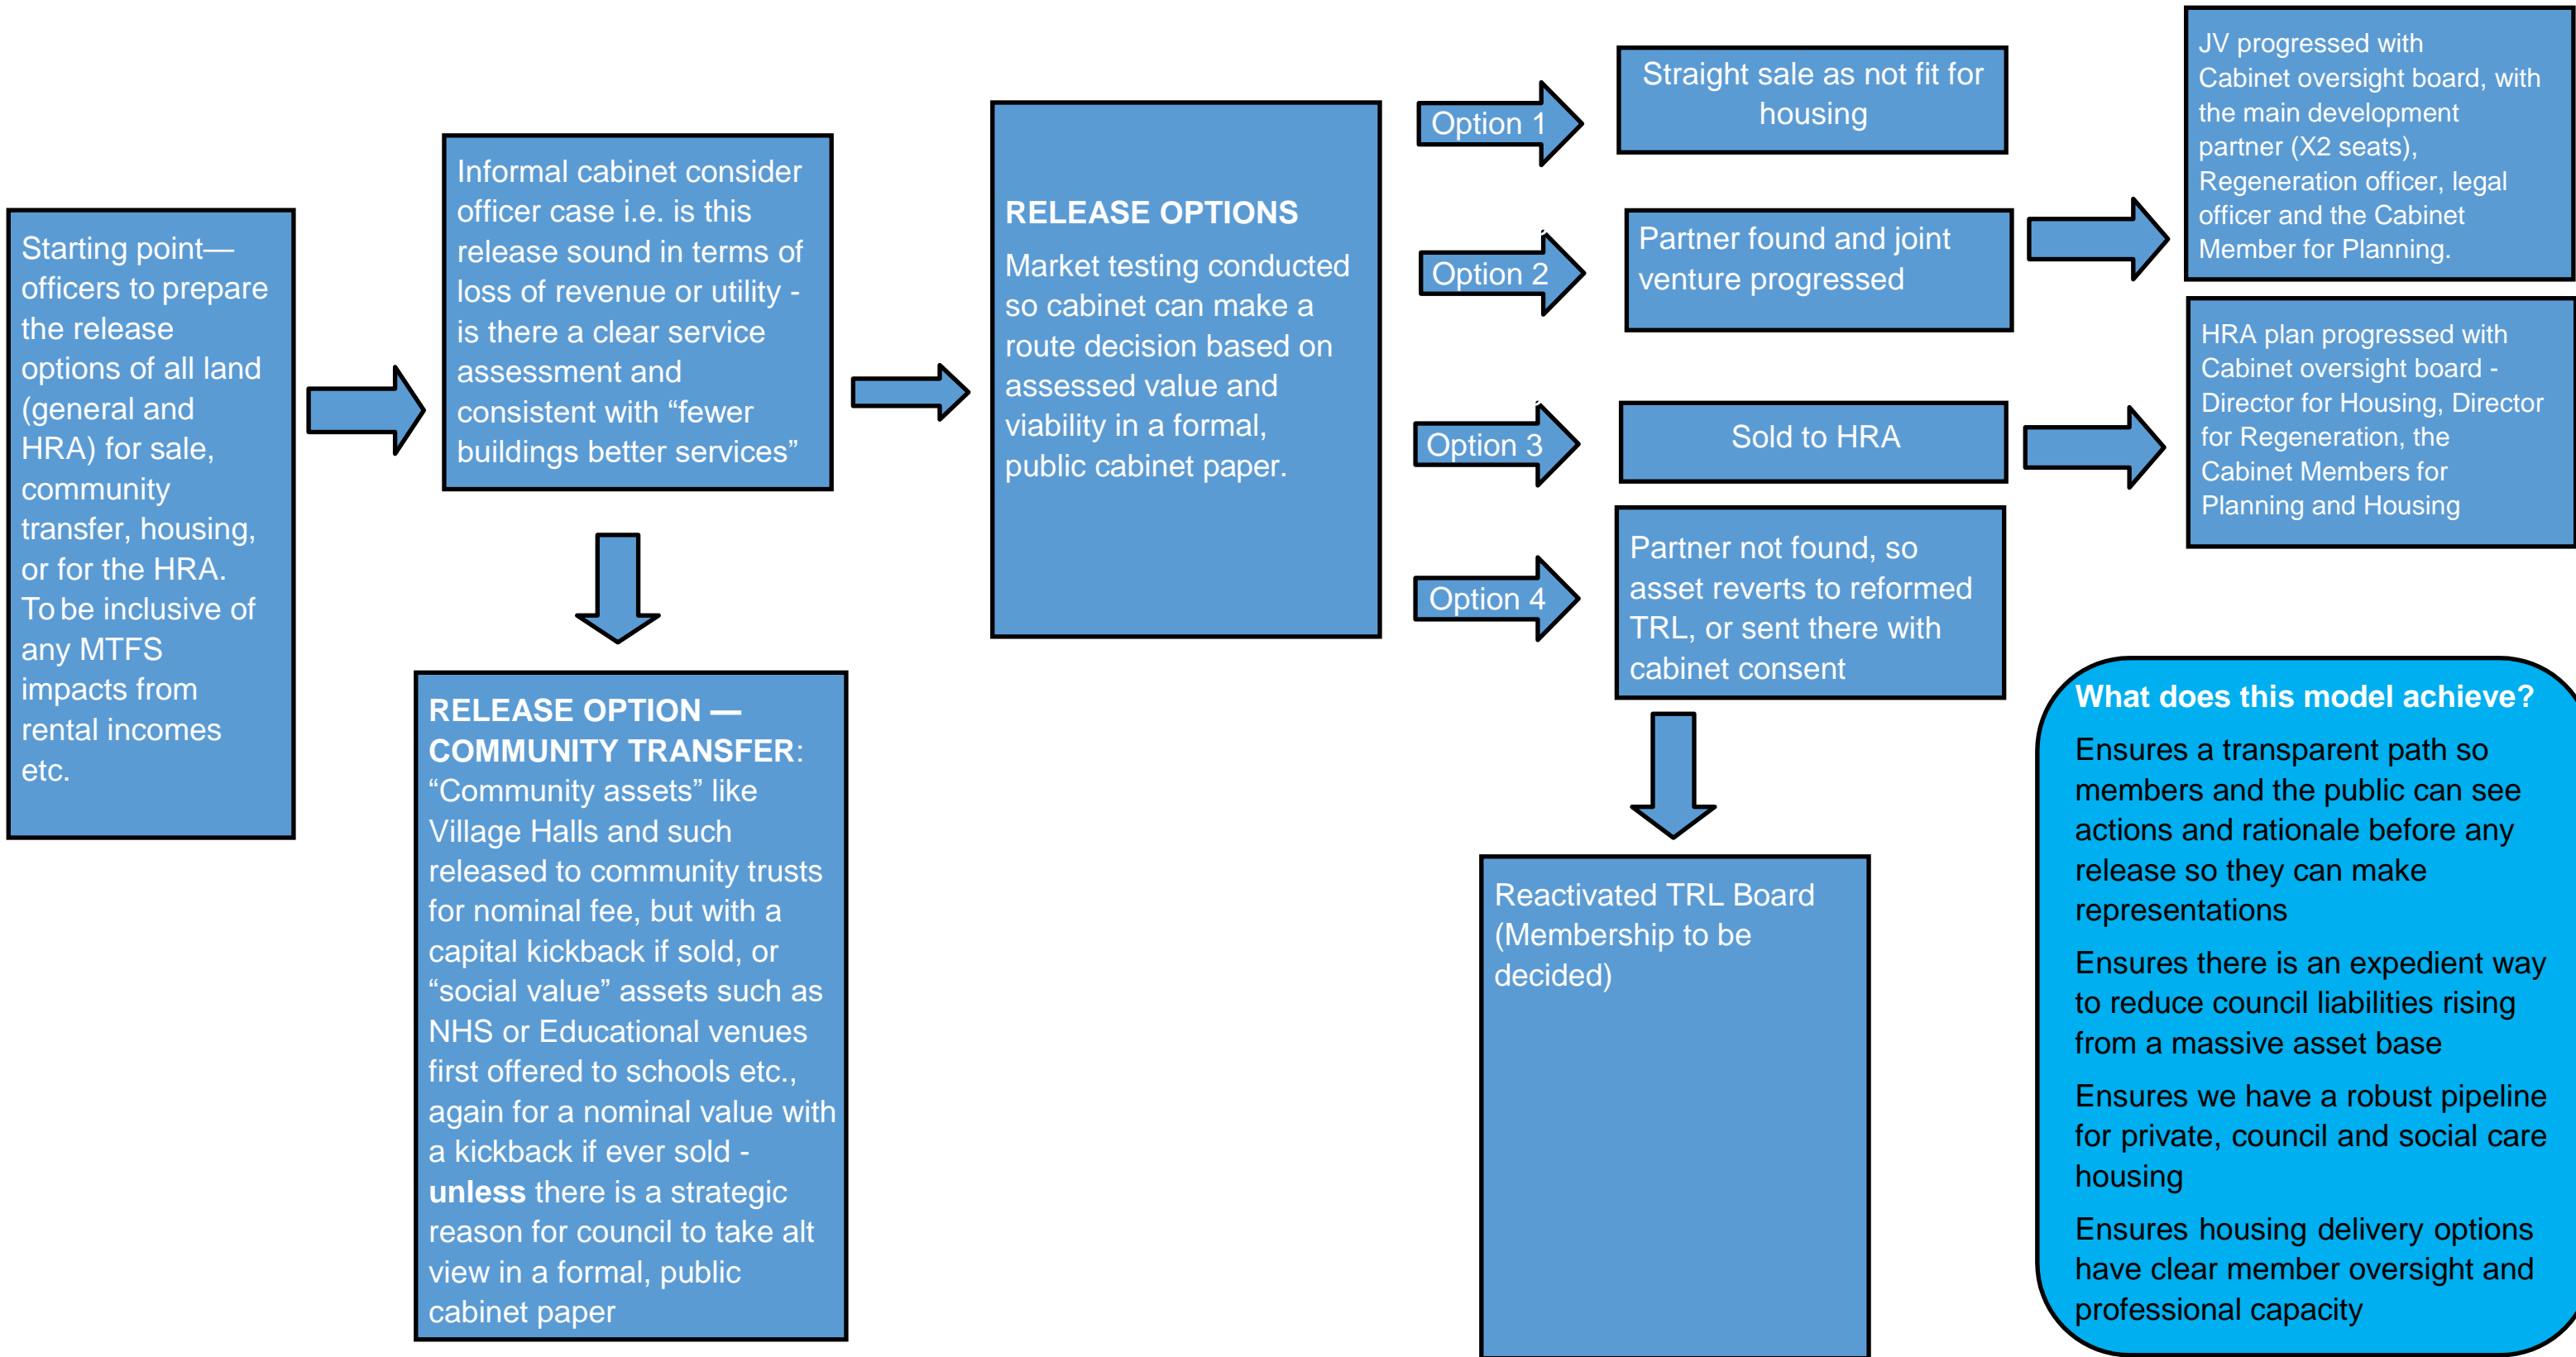 Starting point—
officers to prepare
the release
options of all land
(general and
HRA) for sale,
community
transfer, housing,
or for the HRA.
To be inclusive of
any MTFS
impacts from
rental incomes
etc.
Informal cabinet consider
officer case i.e. is this
release sound in terms of
loss of revenue or utility -
is there a clear service
assessment and
consistent with “fewer
buildings better services”
RELEASE OPTION —
COMMUNITY TRANSFER:
“Community assets” like
Village Halls and such
released to community trusts
for nominal fee, but with a
capital kickback if sold, or
“social value” assets such as
NHS or Educational venues
first offered to schools etc.,
again for a nominal value with
a kickback if ever sold -
unless there is a strategic
reason for council to take alt
view in a formal, public
cabinet paper
RELEASE OPTIONS
Market testing conducted
so cabinet can make a
route decision based on
assessed value and
viability in a formal,
public cabinet paper.
Option 1
Straight sale as not fit for
housing
Option 2
Partner found and joint
venture progressed
JV progressed with
Cabinet oversight board, with
the main development
partner (X2 seats),
Regeneration officer, legal
officer and the Cabinet
Member for Planning.
Option 3
Sold to HRA
HRA plan progressed with
Cabinet oversight board -
Director for Housing, Director
for Regeneration, the
Cabinet Members for
Planning and Housing
Option 4
Partner not found, so
asset reverts to reformed
TRL, or sent there with
cabinet consent
Reactivated TRL Board
(Membership to be
decided)
What does this model achieve?
Ensures a transparent path so
members and the public can see
actions and rationale before any
release so they can make
representations
Ensures there is an expedient way
to reduce council liabilities rising
from a massive asset base
Ensures we have a robust pipeline
for private, council and social care
housing
Ensures housing delivery options
have clear member oversight and
professional capacity